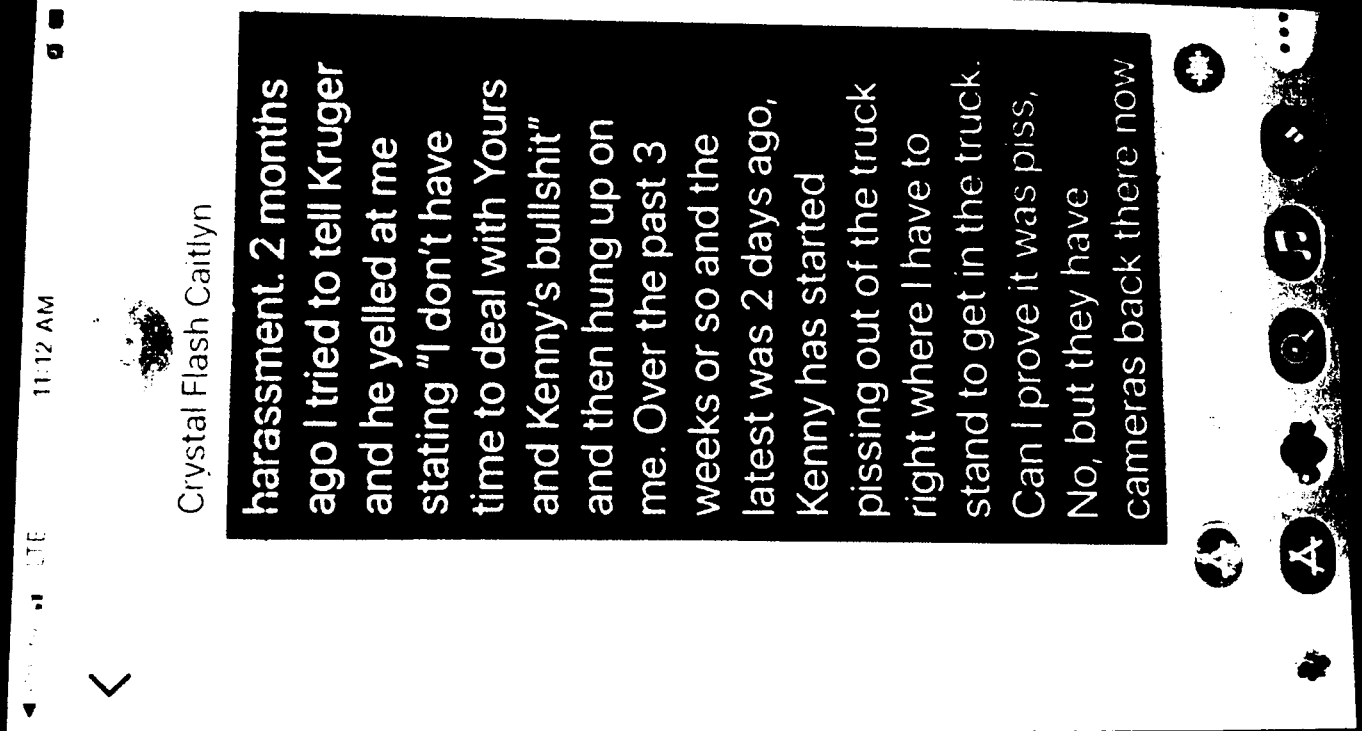 LTE
11:12 AM
Crystal Flash Caitlyn
harassment. 2 months
ago I tried to tell Kruger
and he yelled at me
stating "I don't have
time to deal with Yours
and Kenny's bullshit"
and then hung up on
me. Over the past 3
weeks or so and the
latest was 2 days ago,
Kenny has started
pissing out of the truck
right where I have to
stand to get in the truck.
Can I prove it was piss,
No, but they have
cameras back there now